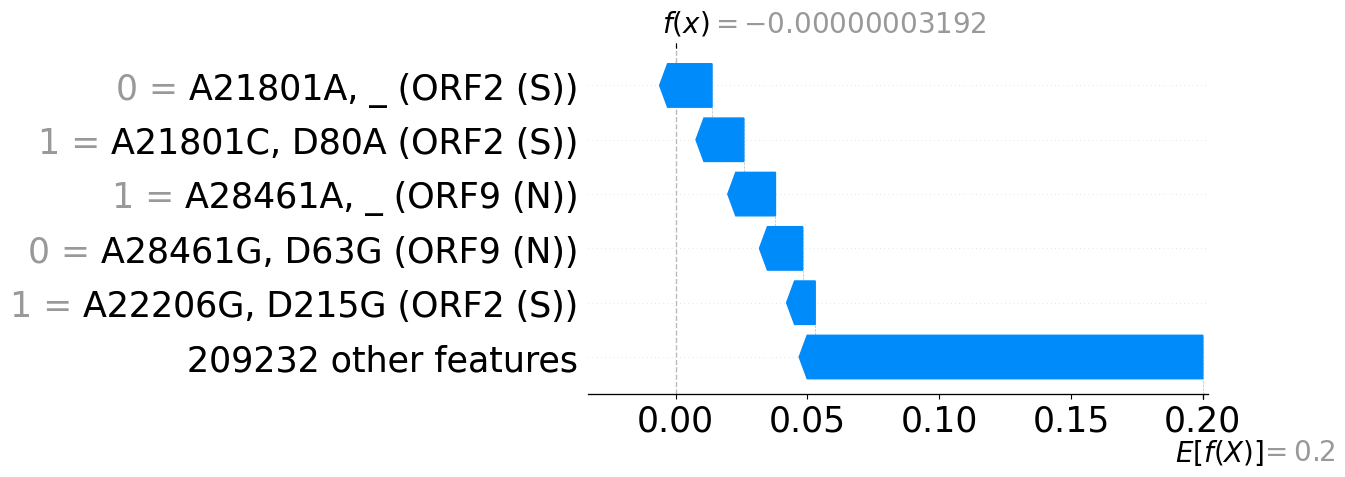 f(x) = −0.00000003192
0 = A21801A, _ (ORF2 (S))
1 = A21801C, D80A (ORF2 (S))
1 = A28461A, _ (ORF9 (N))
0 = A28461G, D63G (ORF9 (N))
1 = A22206G, D215G (ORF2 (S))
209232 other features
0.00 0.05 0.10 0.15 0.20
E[f(X)] = 0.2